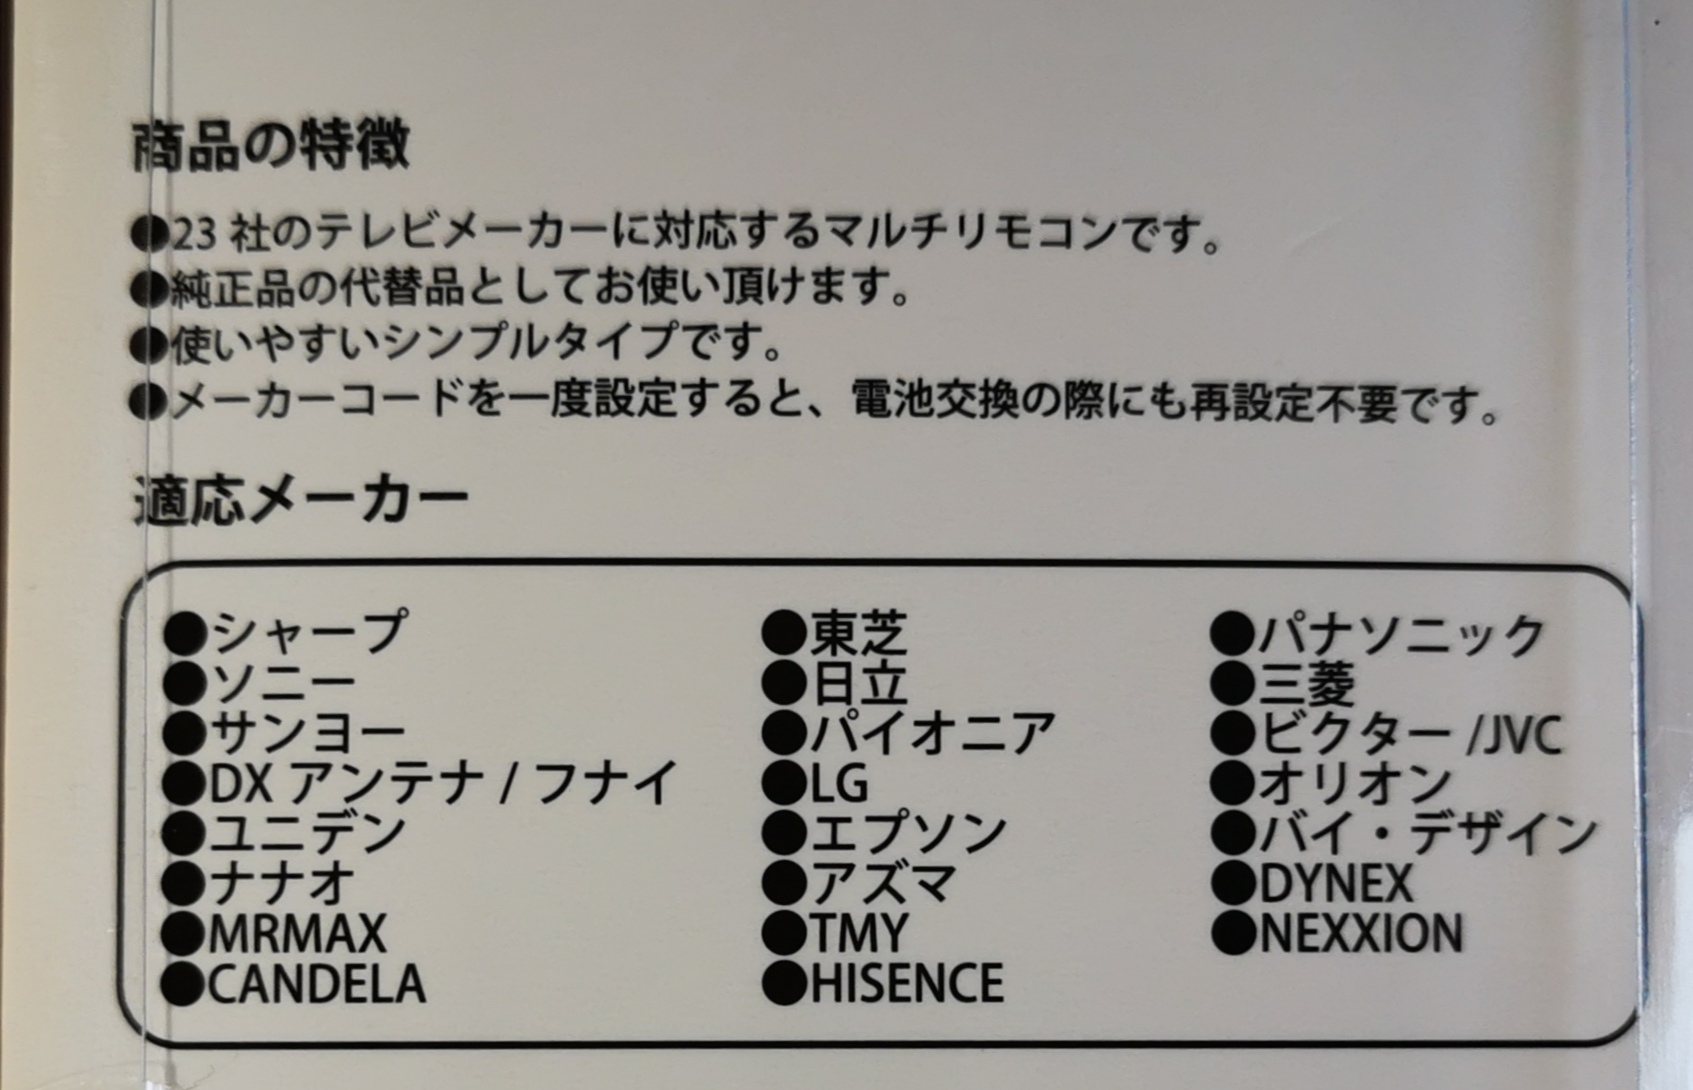 商品の特徴
●23 社のテレビメーカーに対応するマルチリモコンです。
●純正品の代替品としてお使い頂けます。
●使いやすいシンプルタイプです。
●メーカーコードを一度設定すると、電池交換の際にも再設定不要です。
適応メーカー
●シャープ ●東芝 ●パナソニック
●ソニー ●日立 ●三菱
●サンヨー ●パイオニア ●ビクター /JVC
●DX アンテナ / フナイ ●LG ●オリオン
●ユニデン ●エプソン ●バイ・デザイン
●ナナオ ●アズマ ●DYNEX
●MRMAX ●TMY ●NEXXION
●CANDELA ●HISENCE